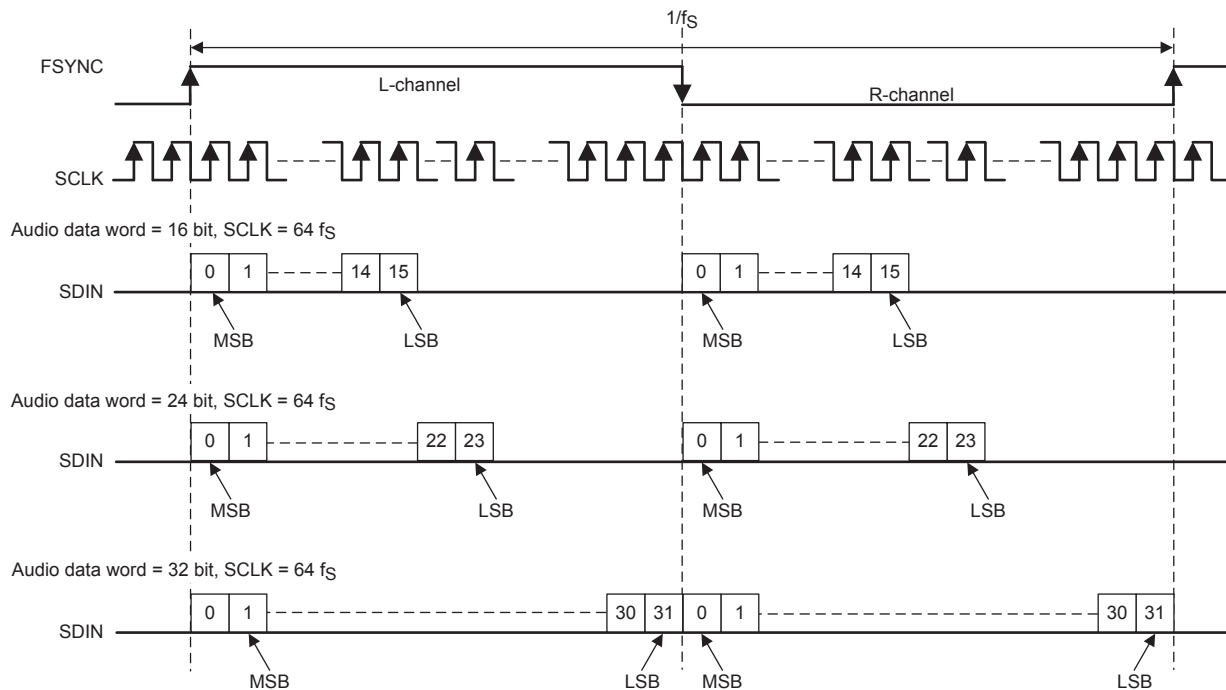 1/fS
FSYNC
L-channel
R-channel
SCLK
Audio data word = 16 bit, SCLK = 64 fS
SDIN
0 1 14 15 0 1 14 15
MSB LSB MSB LSB
Audio data word = 24 bit, SCLK = 64 fS
SDIN
0 1 22 23 0 1 22 23
MSB LSB MSB LSB
Audio data word = 32 bit, SCLK = 64 fS
SDIN
0 1 30 31 0 1 30 31
MSB LSB MSB LSB